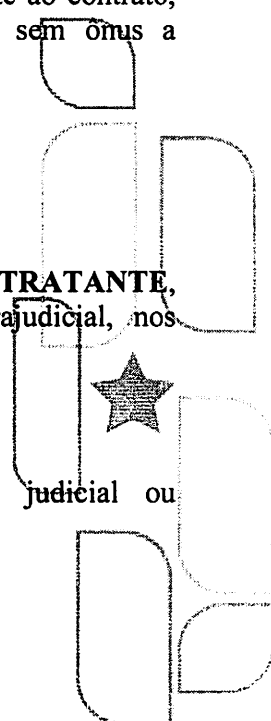 ao contrato,
sem ônus a
TRATANTE,
ajudicial, nos
judicial ou